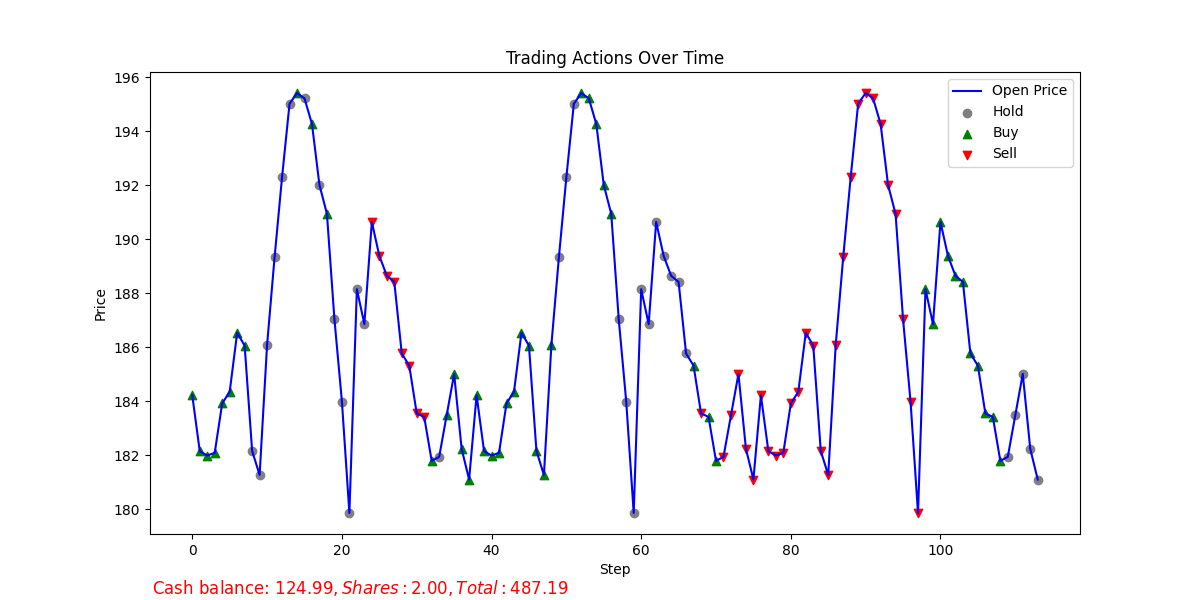 Trading Actions Over Time
196
194
192
190
188
186
184
182
180
Price
Open Price
Hold
Buy
Sell
0 20 40 60 80 100
Step
Cash balance: 124.99,Shares:2.00,Total:487.19